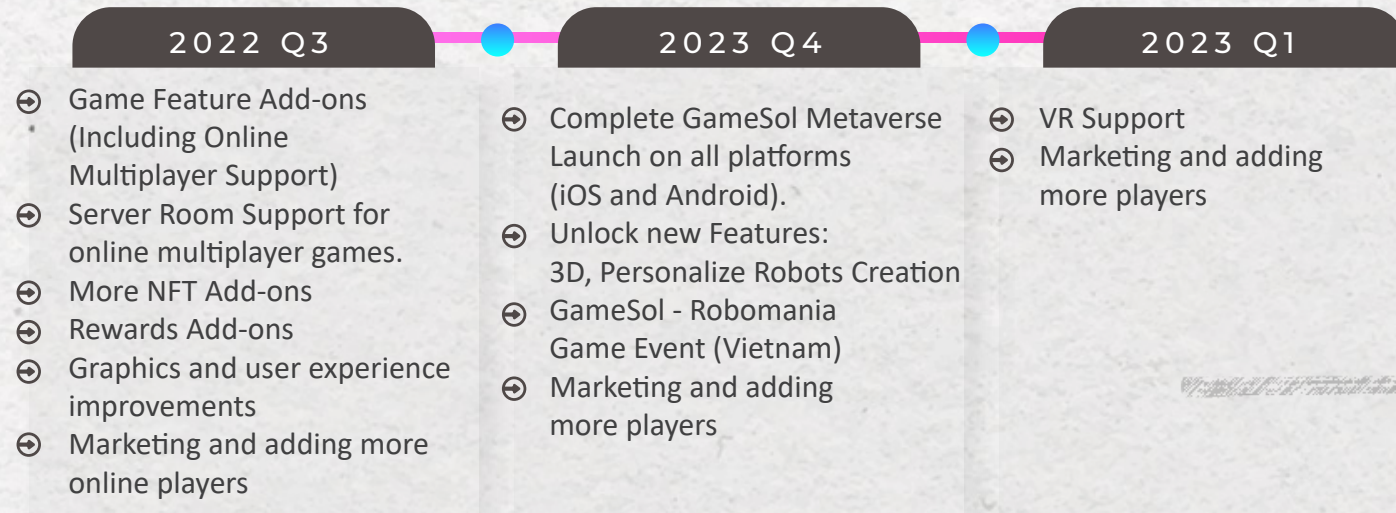 2022 Q3
Game Feature Add-ons
(Including Online
Multiplayer Support)
Server Room Support for
online multiplayer games.
More NFT Add-ons
Rewards Add-ons
Graphics and user experience
improvements
Marketing and adding more
online players
2023 Q4
Complete GameSol Metaverse
Launch on all platforms
(iOS and Android).
Unlock new Features:
3D, Personalize Robots Creation
GameSol - Robomania
Game Event (Vietnam)
Marketing and adding
more players
2023 Q1
VR Support
Marketing and adding
more players